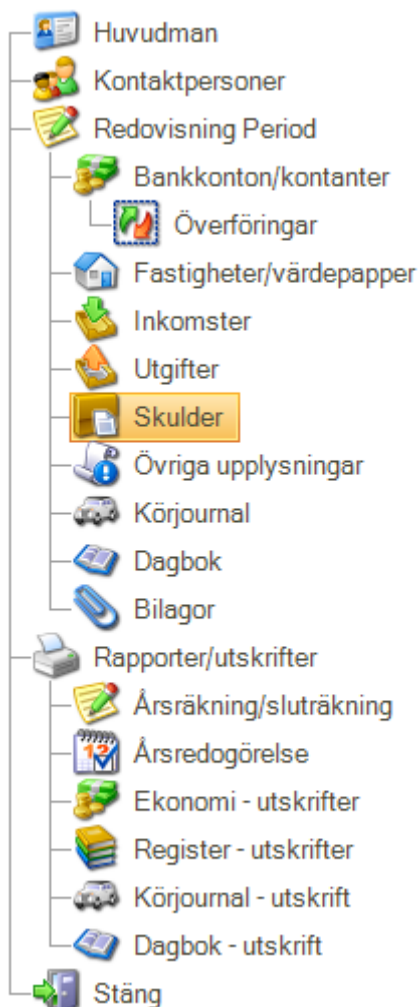 Huvudman
Kontaktpersoner
Redovisning Period
Bankkonton/kontanter
Överföringar
Fastigheter/värdepapper
Inkomster
Utgifter
Skulder
Övriga upplysningar
Körjournal
Dagbok
Bilagor
Rapporter/utskrifter
Årsräkning/sluträkning
Årsredogörelse
Ekonomi - utskrifter
Register - utskrifter
Körjournal - utskrift
Dagbok - utskrift
Stäng